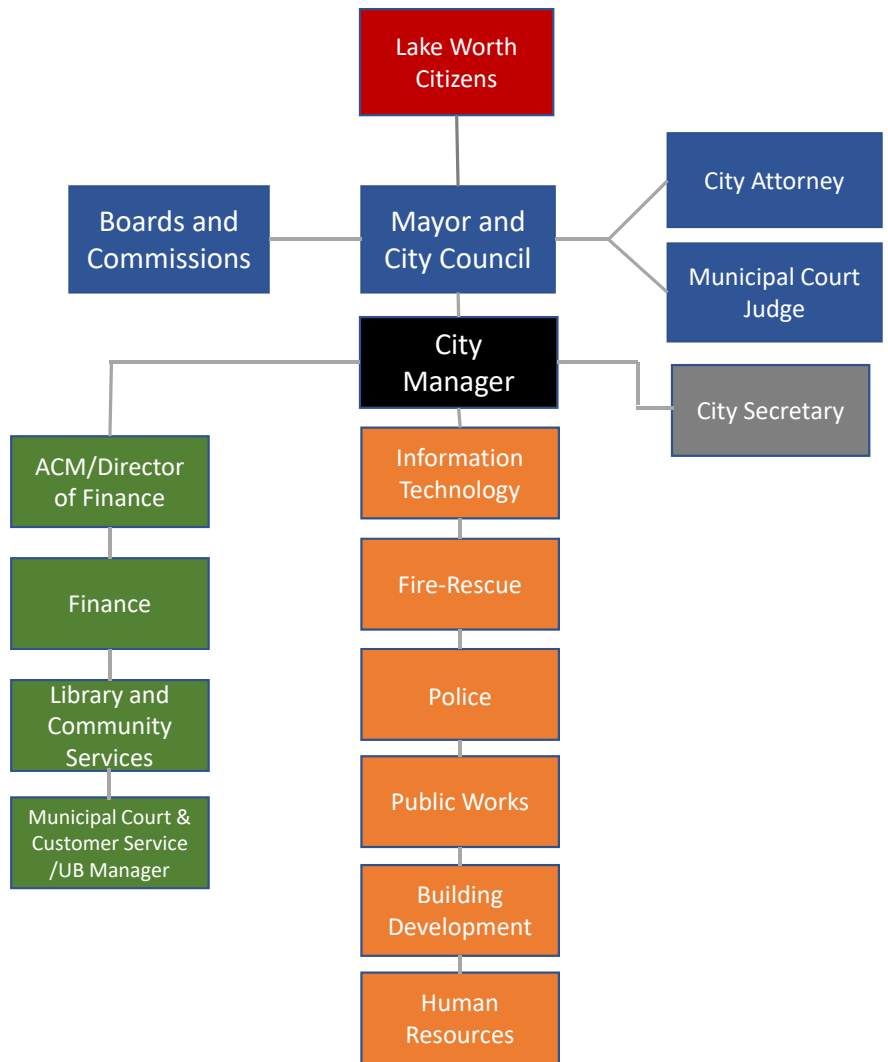 Lake Worth
Citizens
Boards and
Commissions
Mayor and
City Council
City Attorney
Municipal Court
Judge
City
Manager
City Secretary
ACM/Director
of Finance
Finance
Library and
Community
Services
Municipal Court &
Customer Service
/UB Manager
Information
Technology
Fire-Rescue
Police
Public Works
Building
Development
Human
Resources